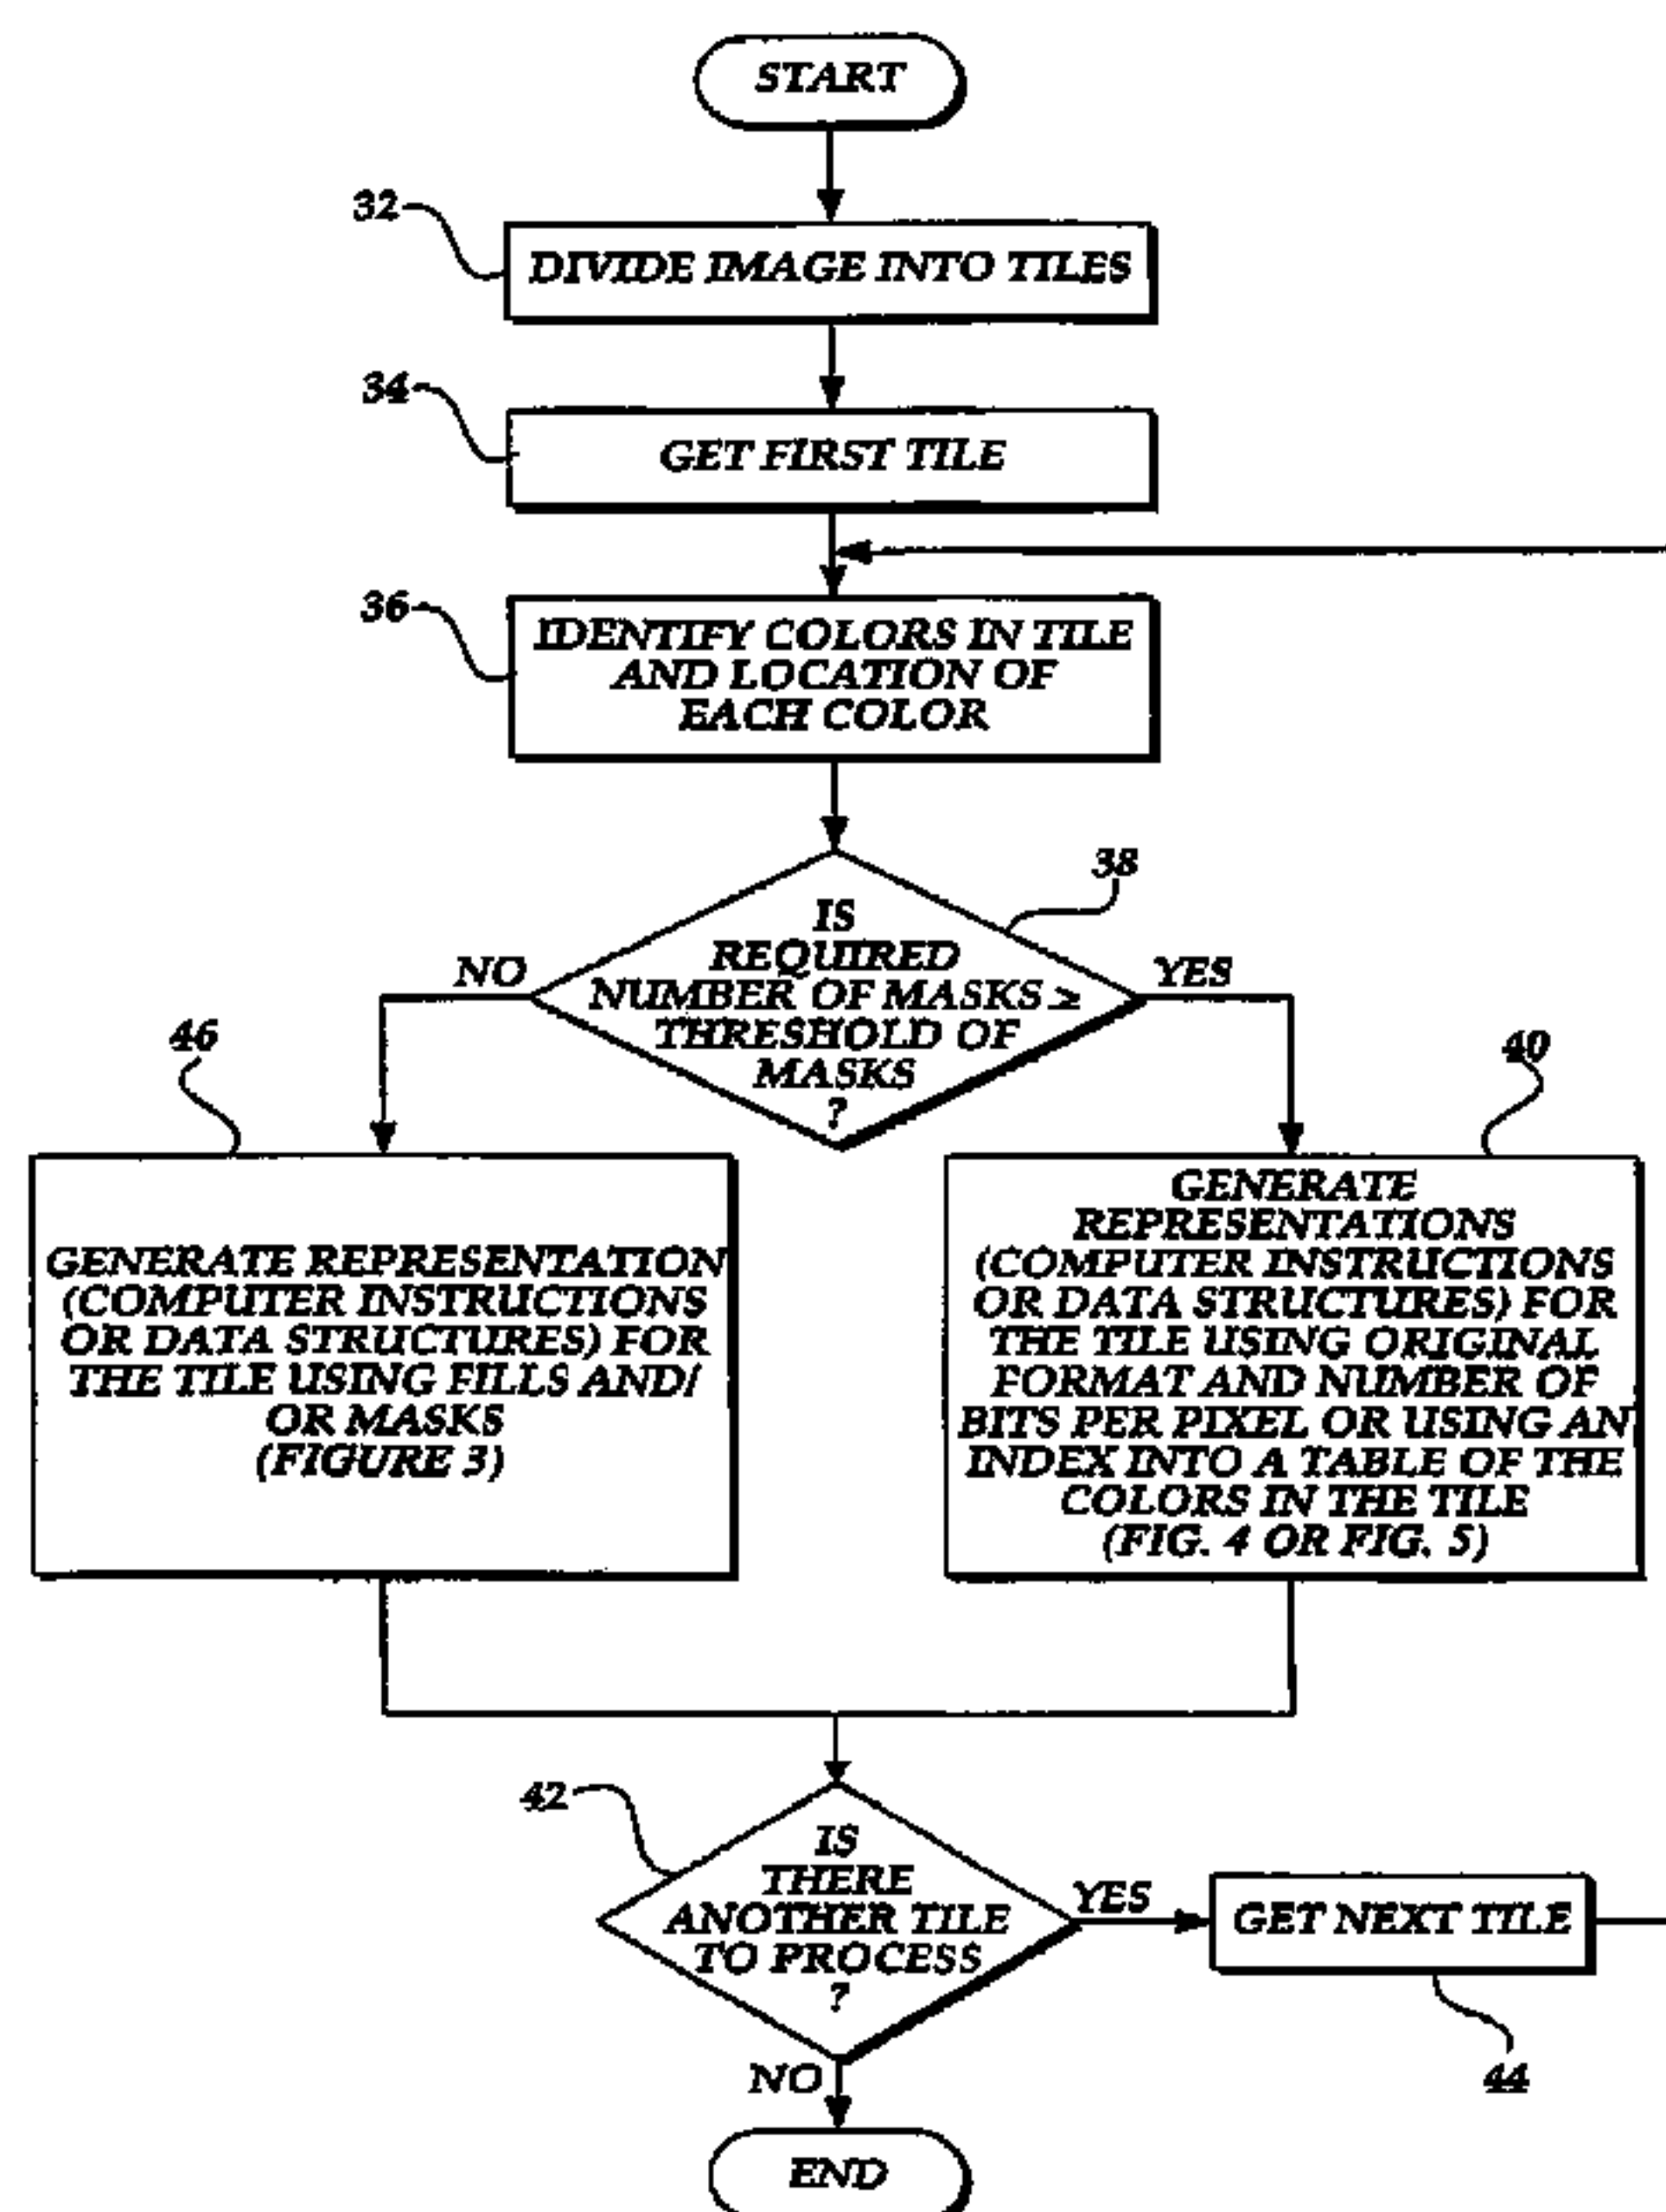 START
32
DIVIDE IMAGE INTO TILES
34
GET FIRST TILE
36
IDENTIFY COLORS IN TILE
AND LOCATION OF
EACH COLOR
38
IS
REQUIRED
NUMBER OF MASKS ≥
THRESHOLD OF
MASKS
?
NO
YES
46
GENERATE REPRESENTATION
(COMPUTER INSTRUCTIONS
OR DATA STRUCTURES) FOR
THE TILE USING FILLS AND/
OR MASKS
(FIGURE 3)
40
GENERATE
REPRESENTATIONS
(COMPUTER INSTRUCTIONS
OR DATA STRUCTURES) FOR
THE TILE USING ORIGINAL
FORMAT AND NUMBER OF
BITS PER PIXEL OR USING AN
INDEX INTO A TABLE OF THE
COLORS IN THE TILE
(FIG. 4 OR FIG. 5)
42
IS
THERE
ANOTHER TILE
TO PROCESS
?
YES
GET NEXT TILE
44
NO
END